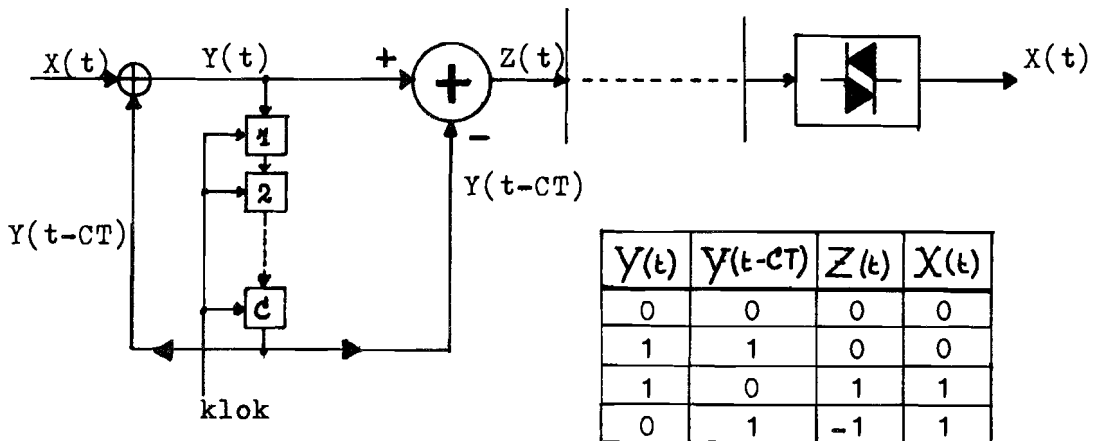 X(t) Y(t) + + Z(t) X(t)
1
-
2
Y(t-CT)
Y(t-CT)
C
klok
Y(t) Y(t-CT) Z(t) X(t)
0 0 0 0
1 1 0 0
1 0 1 1
0 1 -1 1